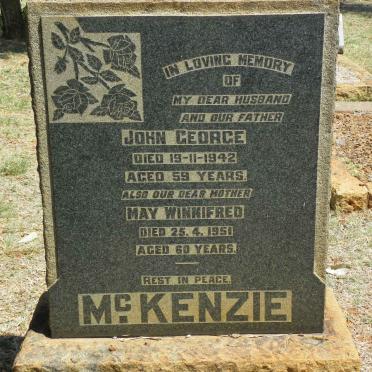 IN LOVING MEMORY
OF
MY DEAR HUSBAND
AND OUR FATHER
JOHN GEORGE
DIED 19-11-1942
AGED 59 YEARS.
ALSO OUR DEAR MOTHER
MAY WINNIFRED
DIED 25.4.1951
AGED 60 YEARS.
REST IN PEACE.
McKENZIE